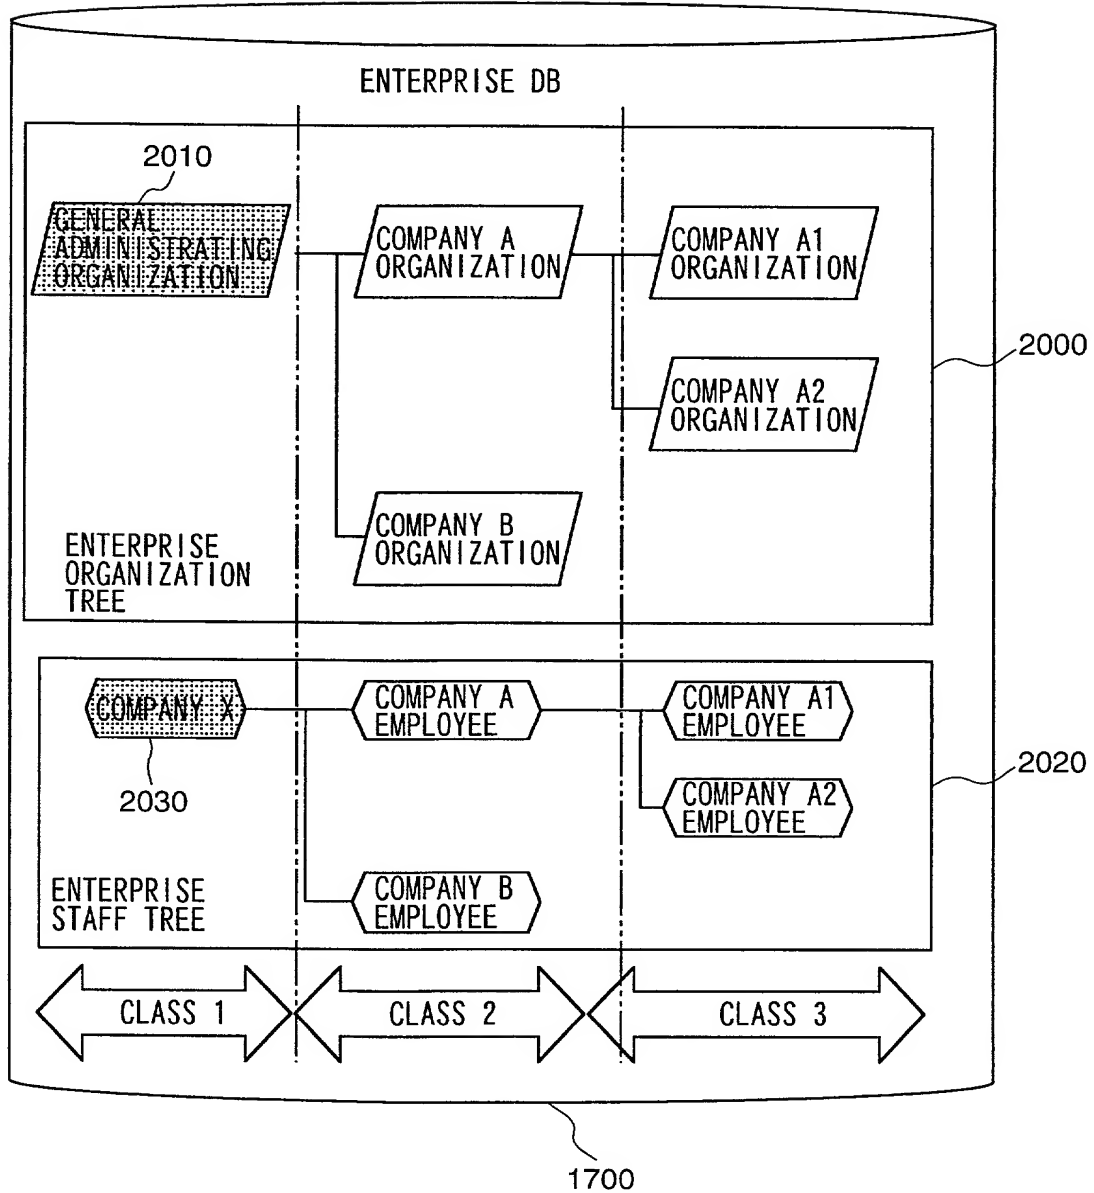 ENTERPRISE DB
2010
GENERAL
ADMINISTRATING
ORGANIZATION
COMPANY A
ORGANIZATION
COMPANY A1
ORGANIZATION
2000
COMPANY A2
ORGANIZATION
COMPANY B
ORGANIZATION
ENTERPRISE
ORGANIZATION
TREE
COMPANY X
COMPANY A
EMPLOYEE
COMPANY A1
EMPLOYEE
2030
2020
COMPANY A2
EMPLOYEE
ENTERPRISE
STAFF TREE
COMPANY B
EMPLOYEE
CLASS 1
CLASS 2
CLASS 3
1700